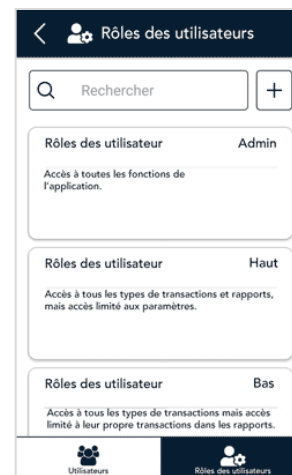 Rôles des utilisateurs
Rechercher
Rôles des utilisateur Admin
Accès à toutes les fonctions de
l'application.
Rôles des utilisateur Haut
Accès à tous les types de transactions et rapports,
mais accès limité aux paramètres.
Rôles des utilisateur Bas
Accès à tous les types de transactions mais accès
limité à leur propre transactions dans les rapports.
Utilisateurs Rôles des utilisateurs